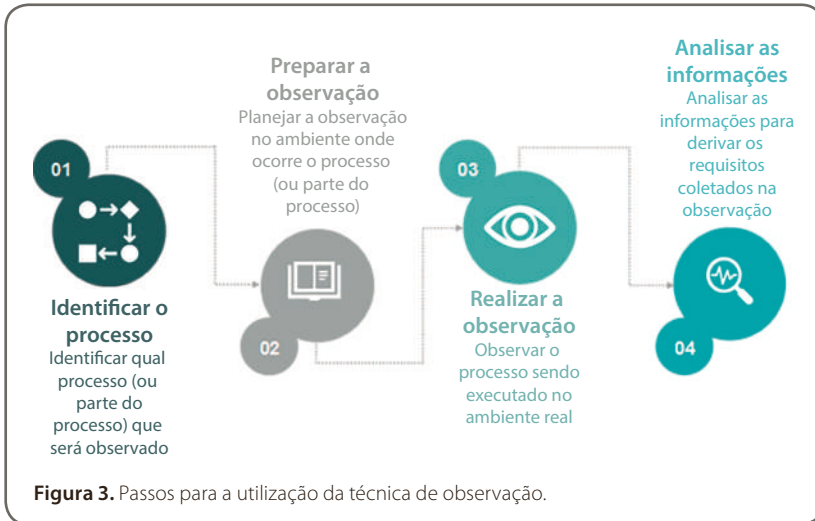 01
Identificar o
processo
Identificar qual
processo (ou
parte do
processo) que
será observado
Preparar a
observação
Planejar a observação
no ambiente onde
ocorre o processo
(ou parte do
processo)
02
03
Realizar a
observação
Observar o
processo sendo
executado no
ambiente real
Analisar as
informações
Analisar as
informações para
derivar os
requisitos
coletados na
observação
04
Figura 3. Passos para a utilização da técnica de observação.